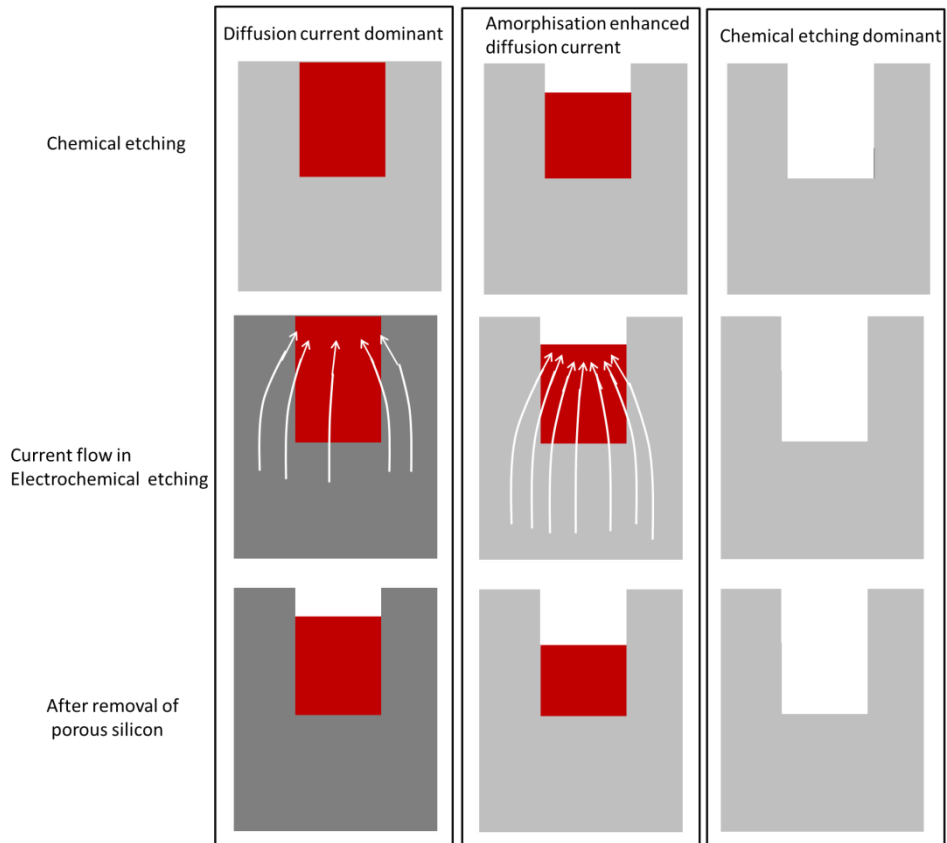 Diffusion current dominant
Amorphisation enhanced
diffusion current
Chemical etching dominant
Chemical etching
Current flow in
Electrochemical etching
After removal of
porous silicon